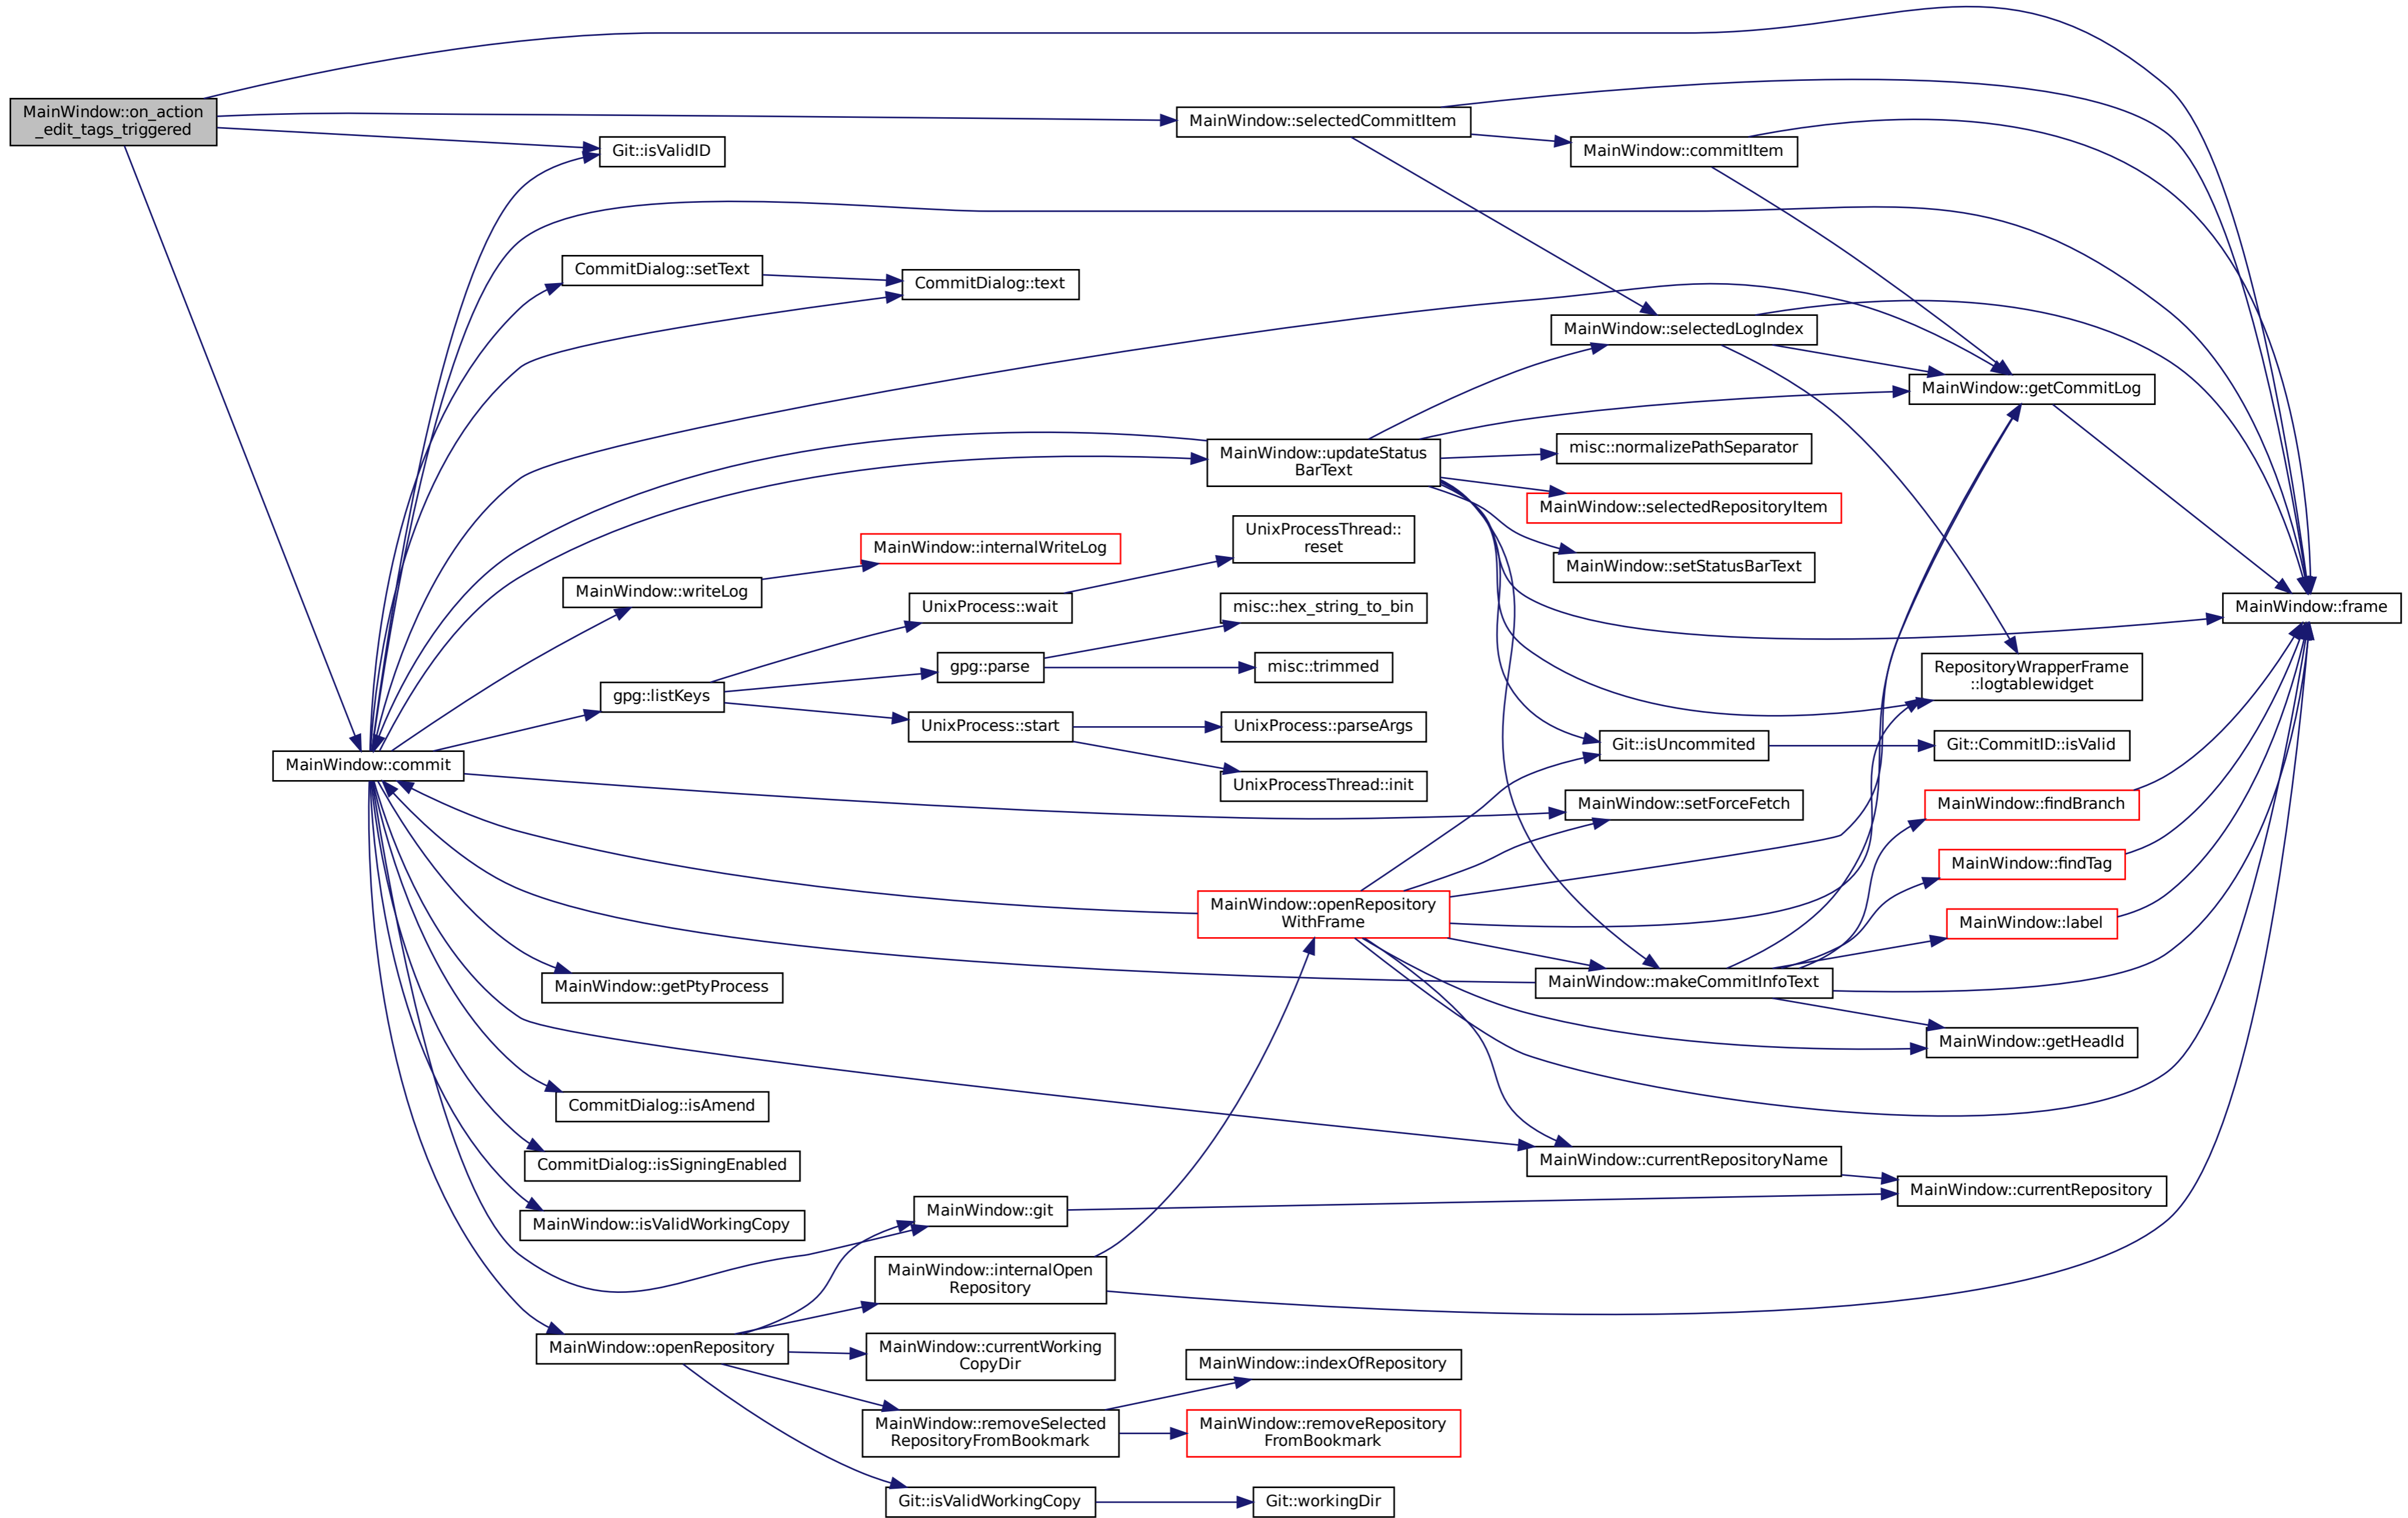 MainWindow::on_action
_edit_tags_triggered
MainWindow::selectedCommitItem
MainWindow::commitItem
Git::isValidID
CommitDialog::setText
CommitDialog::text
MainWindow::selectedLogIndex
MainWindow::getCommitLog
MainWindow::updateStatus
BarText
misc::normalizePathSeparator
MainWindow::selectedRepositoryItem
MainWindow::setStatusBarText
MainWindow::internalWriteLog
UnixProcessThread::
reset
MainWindow::writeLog
UnixProcess::wait
misc::hex_string_to_bin
MainWindow::frame
gpg::parse
misc::trimmed
RepositoryWrapperFrame
::logtablewidget
gpg::listKeys
UnixProcess::start
UnixProcess::parseArgs
Git::isUncommited
Git::CommitID::isValid
MainWindow::commit
UnixProcessThread::init
MainWindow::setForceFetch
MainWindow::findBranch
MainWindow::findTag
MainWindow::openRepository
WithFrame
MainWindow::label
MainWindow::getPtyProcess
MainWindow::makeCommitInfoText
MainWindow::getHeadId
CommitDialog::isAmend
CommitDialog::isSigningEnabled
MainWindow::currentRepositoryName
MainWindow::currentRepository
MainWindow::isValidWorkingCopy
MainWindow::git
MainWindow::internalOpen
Repository
MainWindow::openRepository
MainWindow::currentWorking
CopyDir
MainWindow::indexOfRepository
MainWindow::removeSelected
RepositoryFromBookmark
MainWindow::removeRepository
FromBookmark
Git::isValidWorkingCopy
Git::workingDir